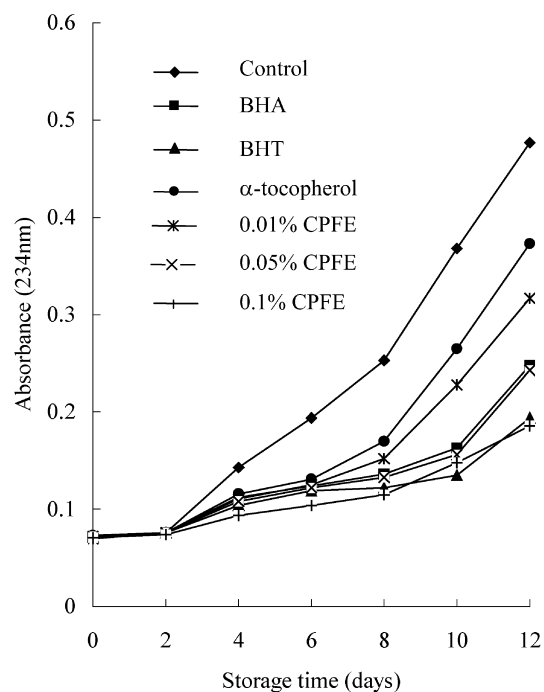 0.6
0.5
0.4
0.3
0.2
0.1
0
Absorbance (234nm)
Control
BHA
BHT
α-tocopherol
0.01% CPFE
0.05% CPFE
0.1% CPFE
0 2 4 6 8 10 12
Storage time (days)